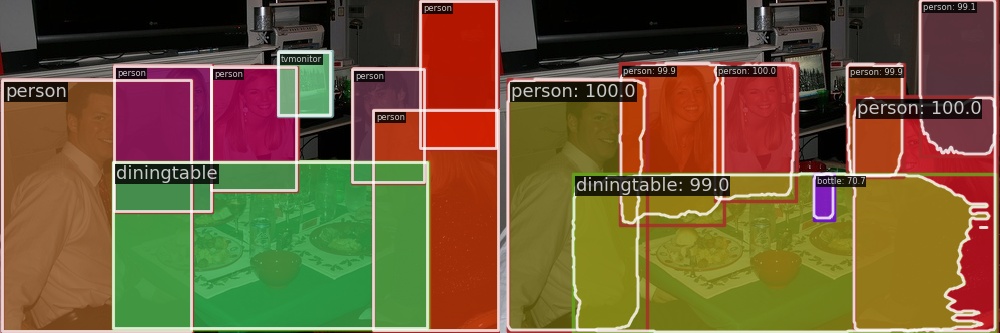 person
person
person
person
tvmonitor
person
person
diningtable
person: 99.1
person: 100.0
person: 99.9
person: 100.0
person: 99.9
person: 100.0
diningtable: 99.0
bottle: 70.7